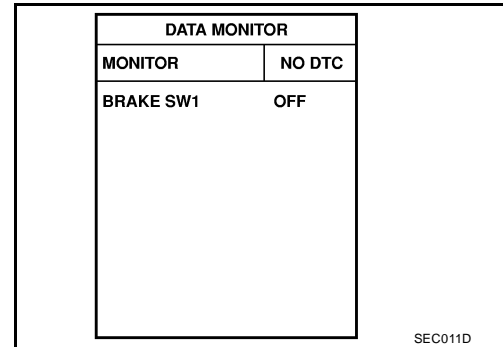 DATA MONITOR
MONITOR NO DTC
BRAKE SW1 OFF
SEC011D